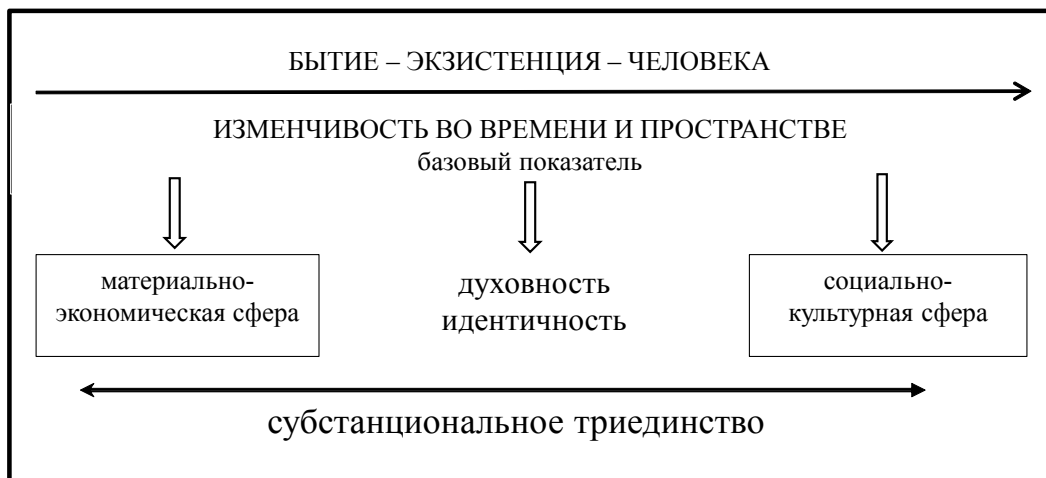 БЫТИЕ – ЭКЗИСТЕНЦИЯ – ЧЕЛОВЕКА
ИЗМЕНЧИВОСТЬ ВО ВРЕМЕНИ И ПРОСТРАНСТВЕ
базовый показатель
материально-
экономическая сфера
духовность
идентичность
социально-
культурная сфера
субстанциональное триединство